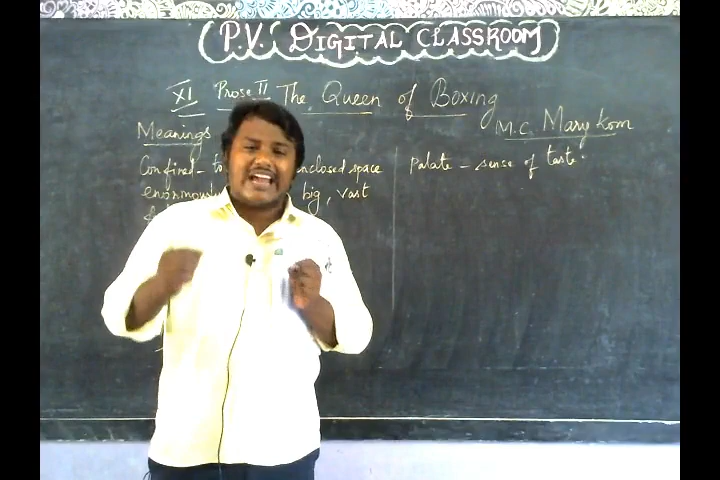 P.V. DIGITAL CLASSROOM
XI Prose II The Queen of Boxing
M.C. Mary Kom
Meanings
Confined - to enclosed space
enormously big, vast
Palate - sense of taste.